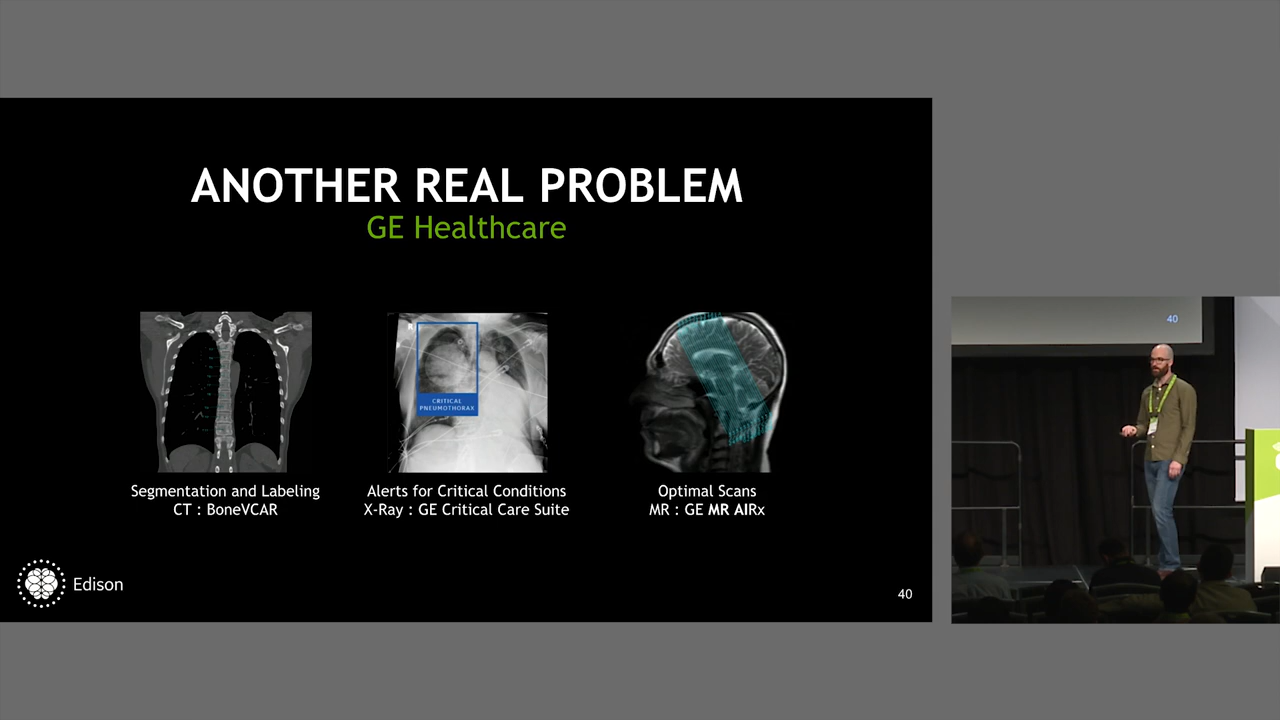 ANOTHER REAL PROBLEM
GE Healthcare
R
CRITICAL
PNEUMOTHORAX
Segmentation and Labeling
CT : BoneVCAR
Alerts for Critical Conditions
X-Ray : GE Critical Care Suite
Optimal Scans
MR : GE MR AIRx
Edison
40
40